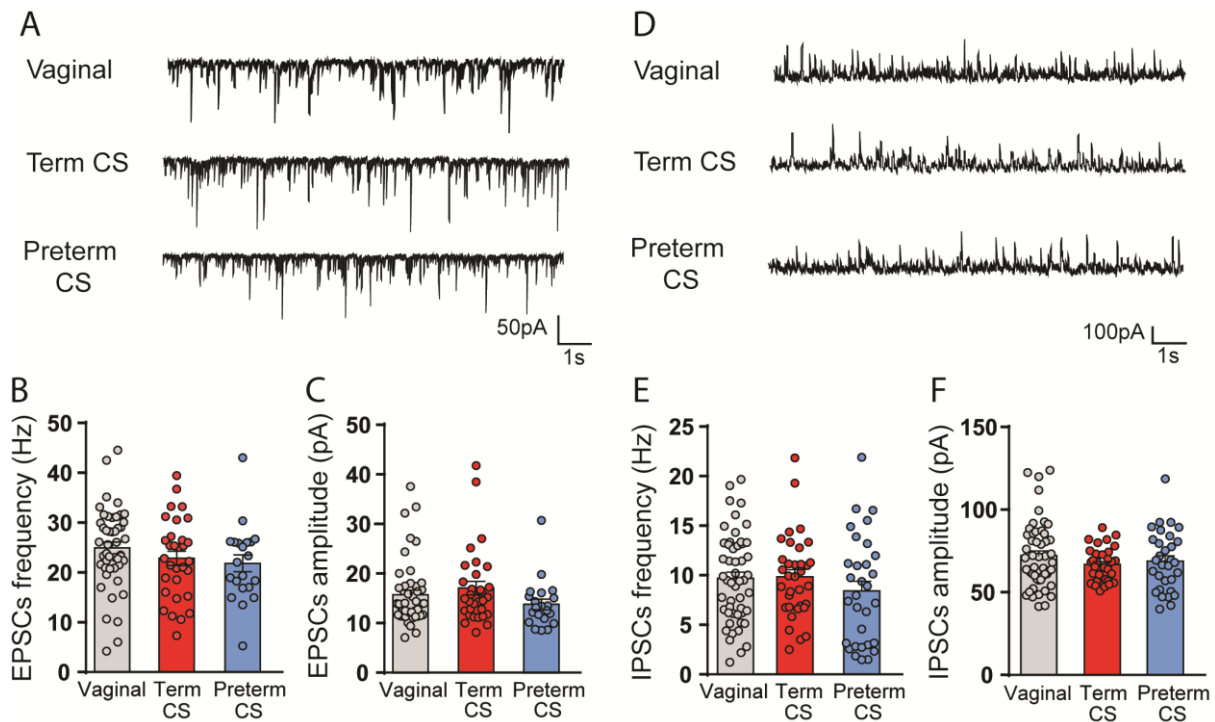 A
Vaginal
Term CS
Preterm
CS
50pA
1s
D
Vaginal
Term CS
Preterm
CS
100pA
1s
B
EPSCs frequency (Hz)
50
40
30
20
10
0
Vaginal
Term
CS
Preterm
CS
C
EPSCs amplitude (pA)
50
40
30
20
10
0
Vaginal
Term
CS
Preterm
CS
E
IPSCs frequency (Hz)
25
20
15
10
5
0
Vaginal
Term
CS
Preterm
CS
F
IPSCs amplitude (pA)
150
100
50
0
Vaginal
Term
CS
Preterm
CS